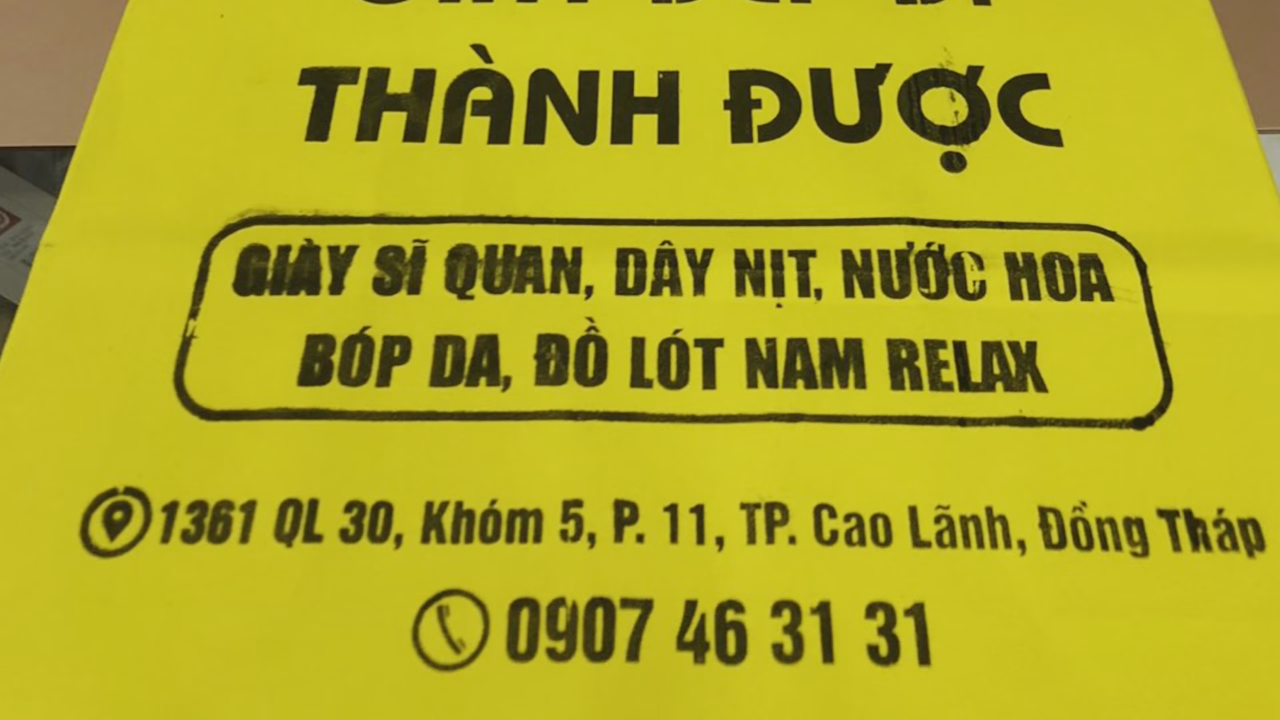 THÀNH ĐƯỢC
GIÀY SĨ QUAN, DÂY NỊT, NƯỚC HOA
BÓP DA, ĐỒ LÓT NAM RELAX
1361 QL 30, Khóm 5, P. 11, TP. Cao Lãnh, Đồng Tháp
0907 46 31 31